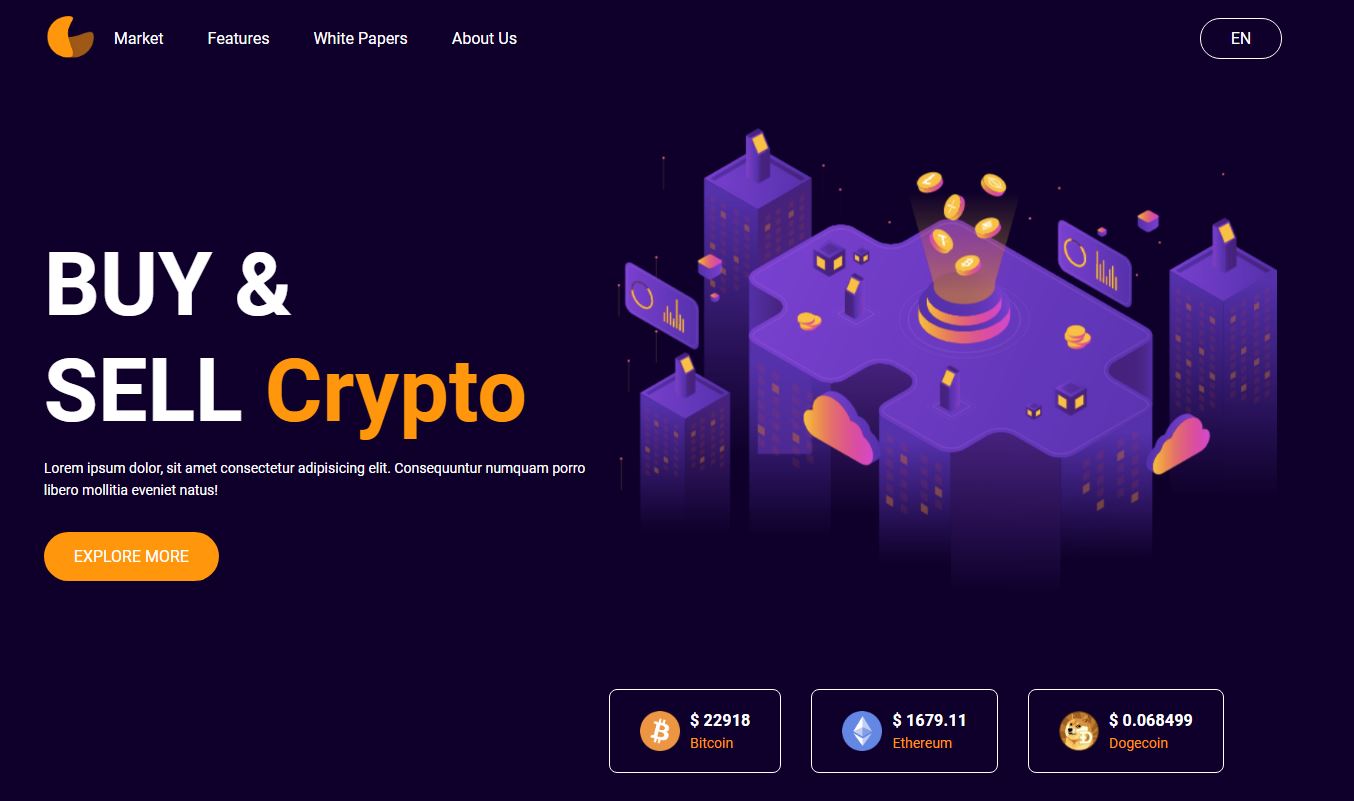 Market
Features
White Papers
About Us
EN
BUY &
SELL Crypto
Lorem ipsum dolor, sit amet consectetur adipisicing elit. Consequuntur numquam porro
libero mollitia eveniet natus!
EXPLORE MORE
$ 22918
Bitcoin
$ 1679.11
Ethereum
$ 0.068499
Dogecoin